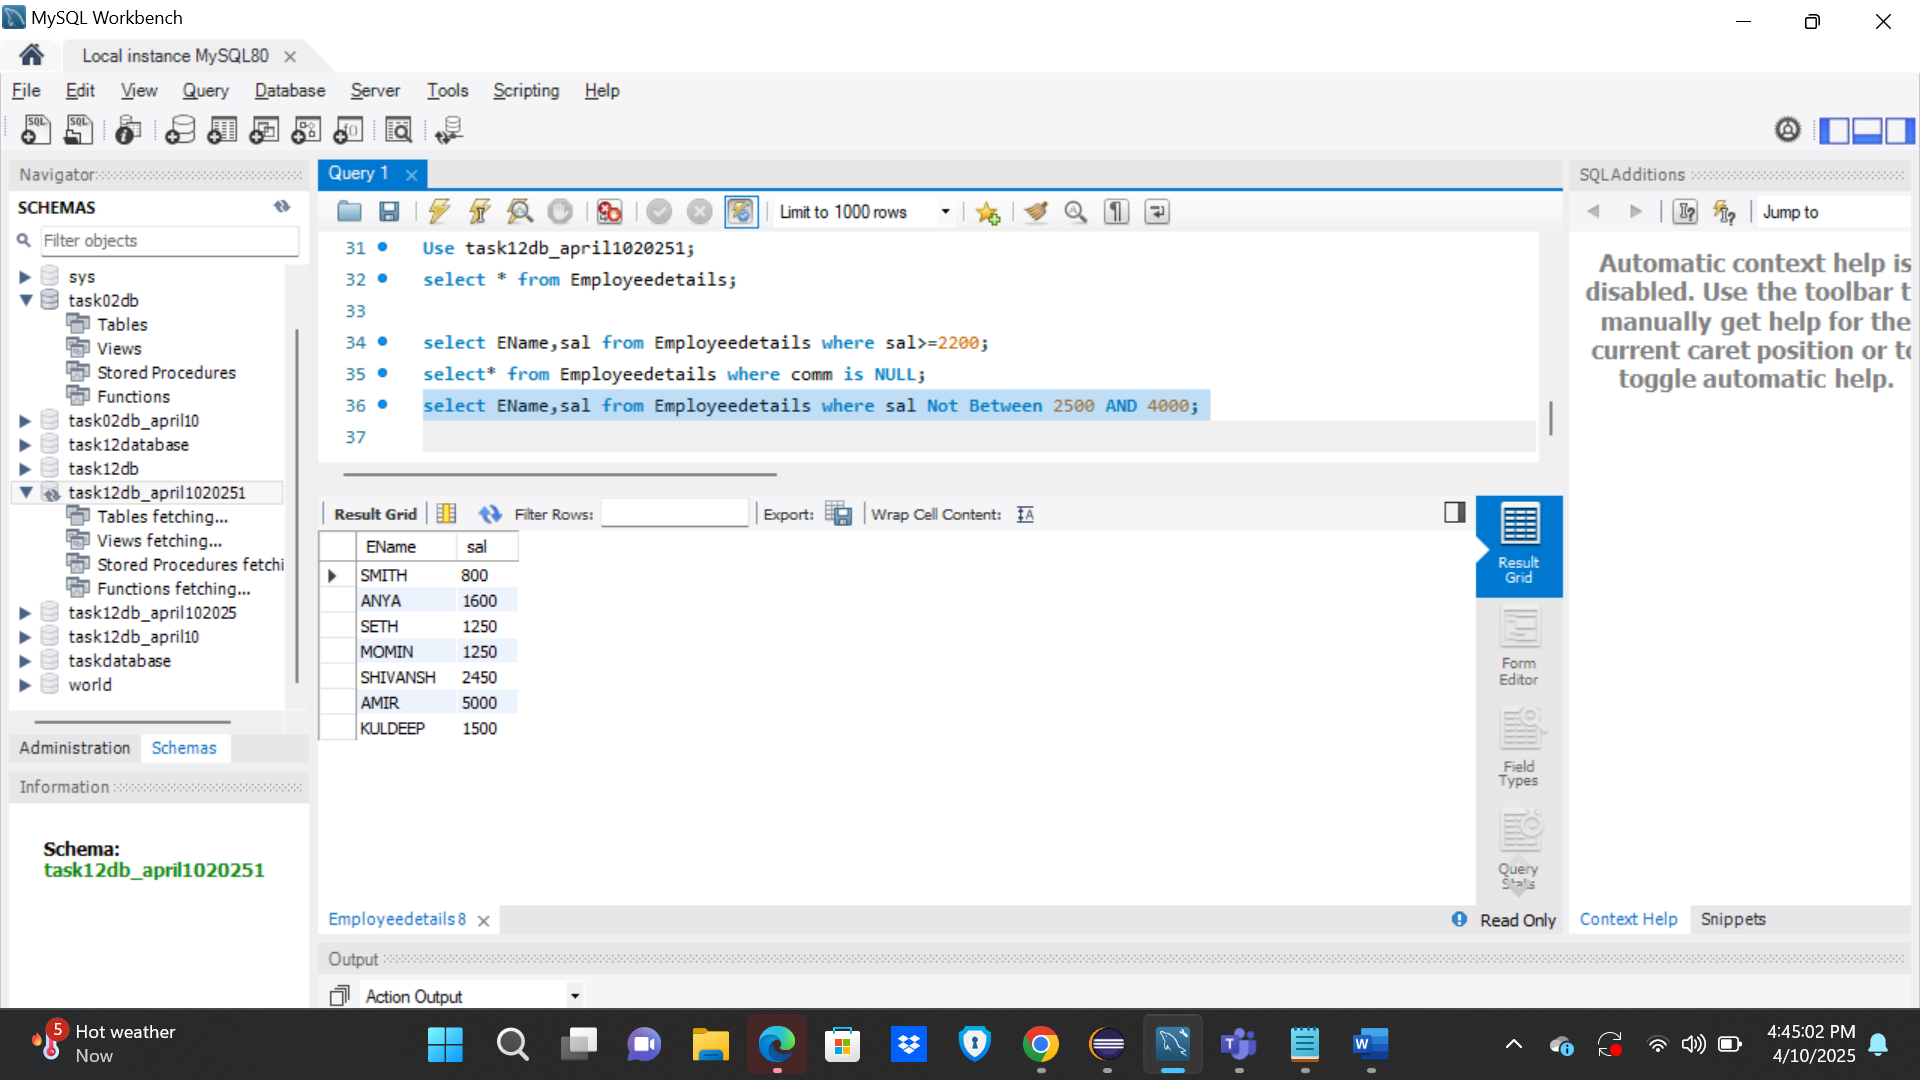 MySQL Workbench
Local instance MySQL80
File Edit View Query Database Server Tools Scripting Help
Navigator
SCHEMAS
Filter objects
sys
task02db
Tables
Views
Stored Procedures
Functions
task02db_april10
task12database
task12db
task12db_april1020251
Tables fetching...
Views fetching...
Stored Procedures fetchi
Functions fetching...
task12db_april102025
task12db_april10
taskdatabase
world
Administration Schemas
Information
Schema:
task12db_april1020251
Query 1
Limit to 1000 rows
31 Use task12db_april1020251;
32 select * from Employeedetails;
33
34 select EName,sal from Employeedetails where sal>=2200;
35 select* from Employeedetails where comm is NULL;
36 select EName,sal from Employeedetails where sal Not Between 2500 AND 4000;
37
Result Grid Filter Rows: Export: Wrap Cell Content:
EName sal
SMITH 800
ANYA 1600
SETH 1250
MOMIN 1250
SHIVANSH 2450
AMIR 5000
KULDEEP 1500
Result
Grid
Form
Editor
Field
Types
Query
Stats
Employeedetails 8
Read Only
Output
Action Output
SQLAdditions
Jump to
Automatic context help is
disabled. Use the toolbar t
manually get help for the
current caret position or to
toggle automatic help.
Context Help Snippets
5
Hot weather
Now
4:45:02 PM
4/10/2025